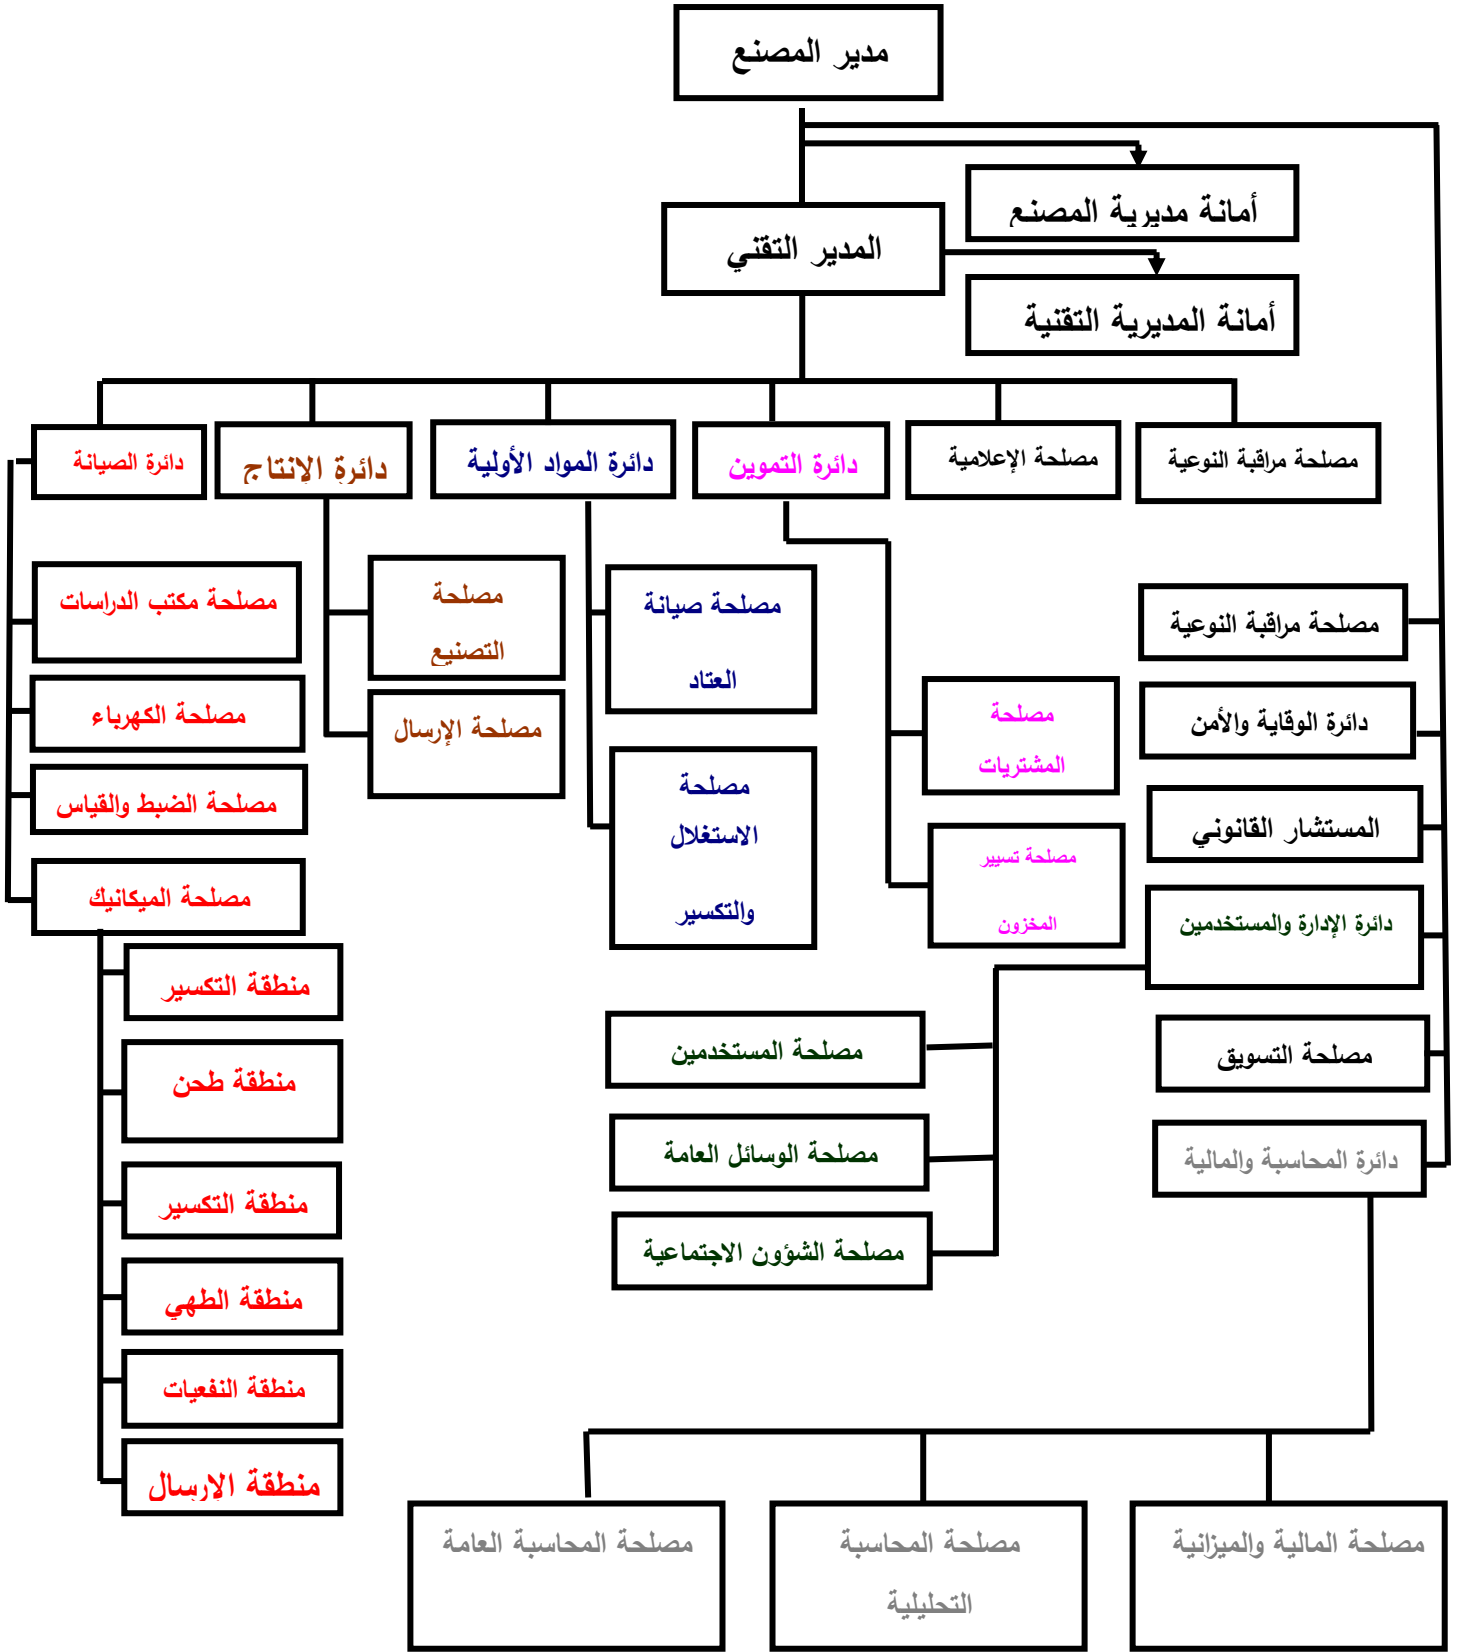 مدير المصنع
أمانة مديرية المصنع
المدير التقني
أمانة المديرية التقنية
مصلحة مراقبة النوعية
مصلحة الإعلامية
دائرة التموين
دائرة المواد الأولية
دائرة الإنتاج
دائرة الصيانة
مصلحة مراقبة النوعية
دائرة الوقاية والأمن
المستشار القانوني
دائرة الإدارة والمستخدمين
مصلحة التسويق
دائرة المحاسبة والمالية
مصلحة
المشتريات
مصلحة تسيير
المخزون
مصلحة صيانة
العتاد
مصلحة
الاستغلال
والتكسير
مصلحة
التصنيع
مصلحة الإرسال
مصلحة مكتب الدراسات
مصلحة الكهرباء
مصلحة الضبط والقياس
مصلحة الميكانيك
منطقة التكسير
منطقة طحن
منطقة التكسير
منطقة الطهي
منطقة النفعيات
منطقة الإرسال
مصلحة المستخدمين
مصلحة الوسائل العامة
مصلحة الشؤون الاجتماعية
مصلحة المالية والميزانية
مصلحة المحاسبة
التحليلية
مصلحة المحاسبة العامة